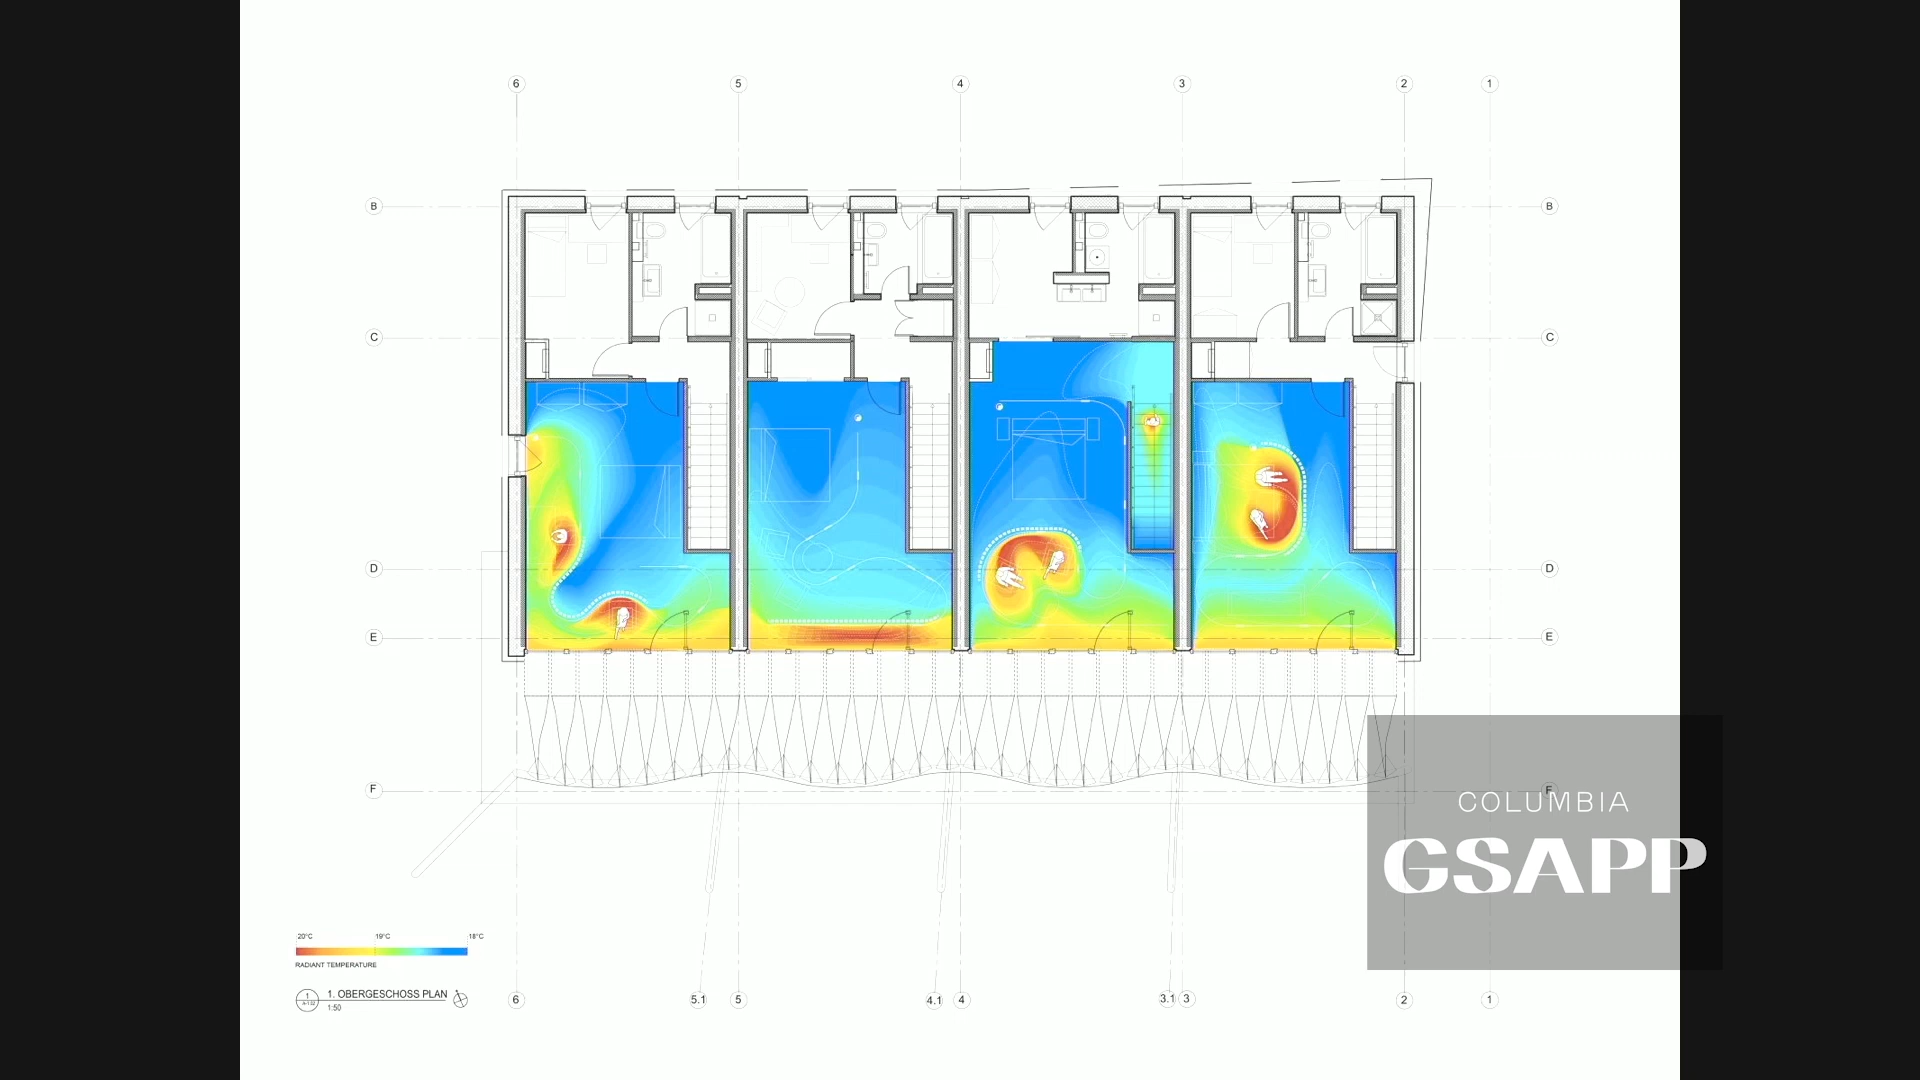 6 5 4 3 2 1
B B
C C
D D
E E
F F
COLUMBIA
GSAPP
20°C 19°C 18°C
RADIANT TEMPERATURE
1
1. OBERGESCHOSS PLAN
1:50
6 5.1 5 4.1 4 3.1 3 2 1